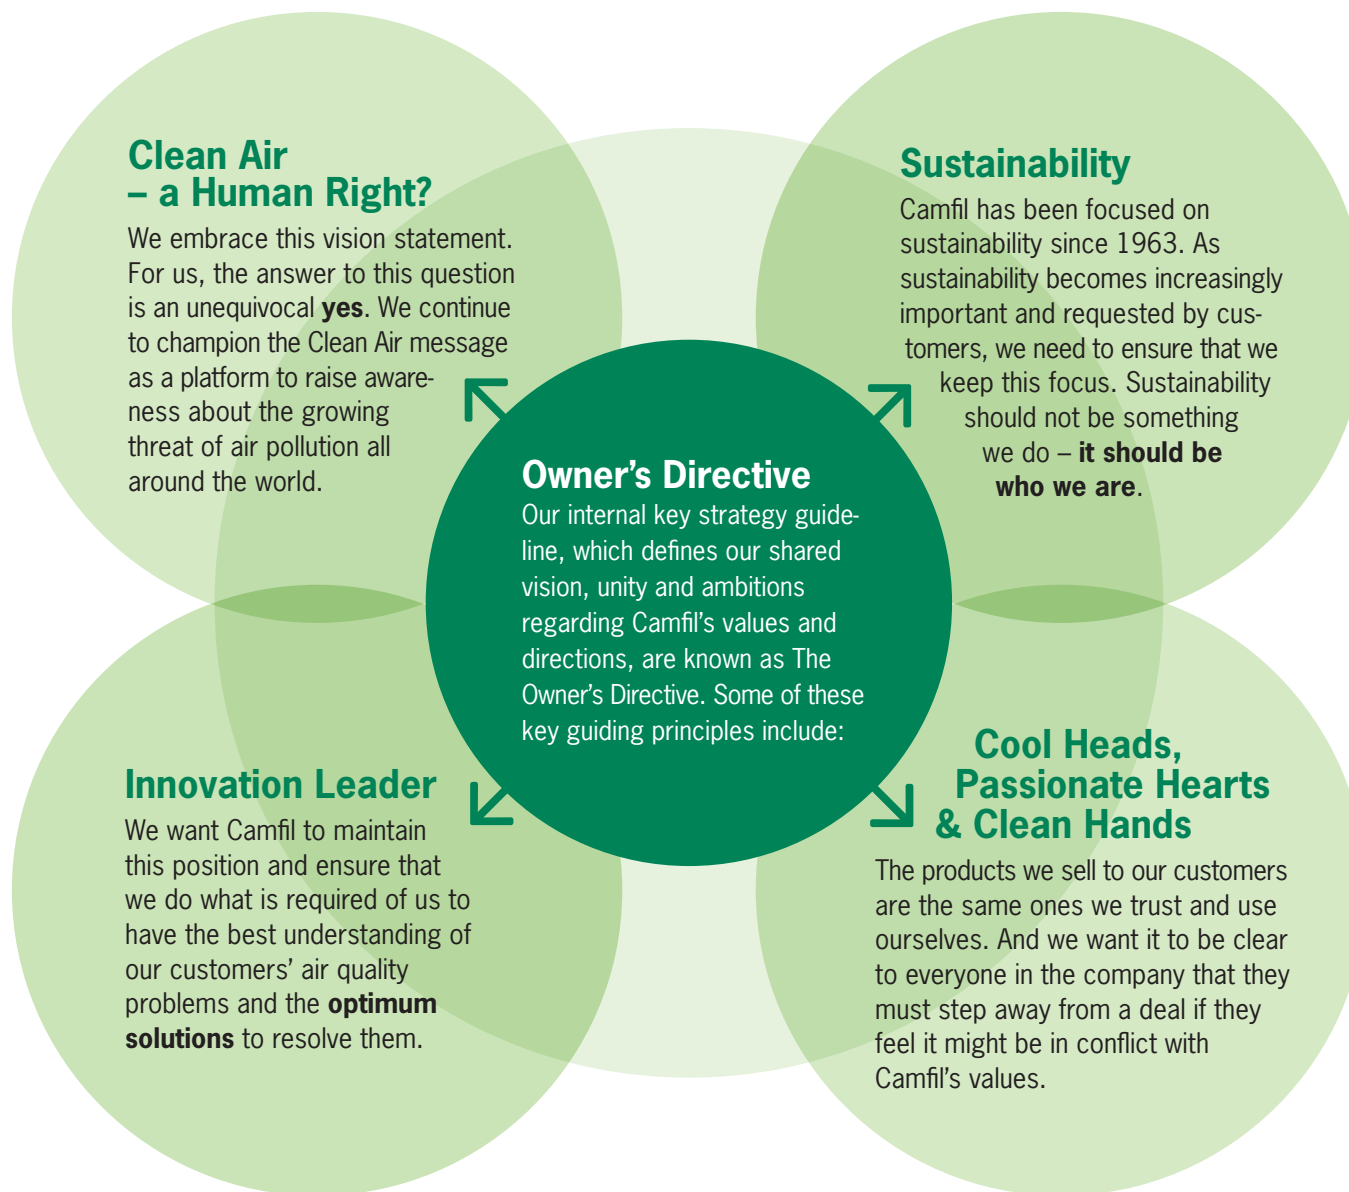 Clean Air
– a Human Right?
We embrace this vision statement.
For us, the answer to this question
is an unequivocal yes. We continue
to champion the Clean Air message
as a platform to raise aware-
ness about the growing
threat of air pollution all
around the world.
Sustainability
Camfil has been focused on
sustainability since 1963. As
sustainability becomes increasingly
important and requested by cus-
tomers, we need to ensure that we
keep this focus. Sustainability
should not be something
we do – it should be
who we are.
Owner’s Directive
Our internal key strategy guide-
line, which defines our shared
vision, unity and ambitions
regarding Camfil’s values and
directions, are known as The
Owner’s Directive. Some of these
key guiding principles include:
Innovation Leader
We want Camfil to maintain
this position and ensure that
we do what is required of us to
have the best understanding of
our customers’ air quality
problems and the optimum
solutions to resolve them.
Cool Heads,
Passionate Hearts
& Clean Hands
The products we sell to our customers
are the same ones we trust and use
ourselves. And we want it to be clear
to everyone in the company that they
must step away from a deal if they
feel it might be in conflict with
Camfil’s values.